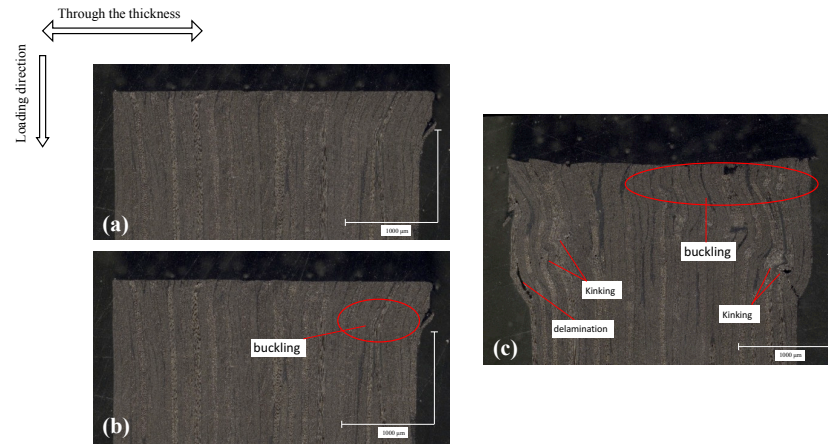 Through the thickness
Loading direction
(a)
1000 µm
buckling
(b)
1000 µm
buckling
Kinking
Kinking
delamination
(c)
1000 µm